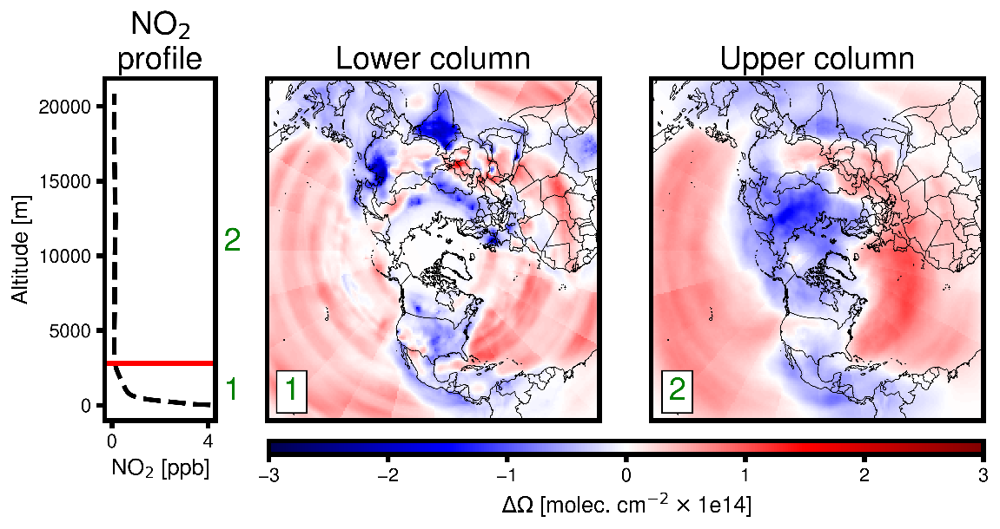 NO₂
profile
Lower column
Upper column
20000
15000
10000
5000
0
Altitude [m]
2
1
0 4
NO₂ [ppb]
1
2
−3 −2 −1 0 1 2 3
ΔΩ [molec. cm⁻² × 1e14]